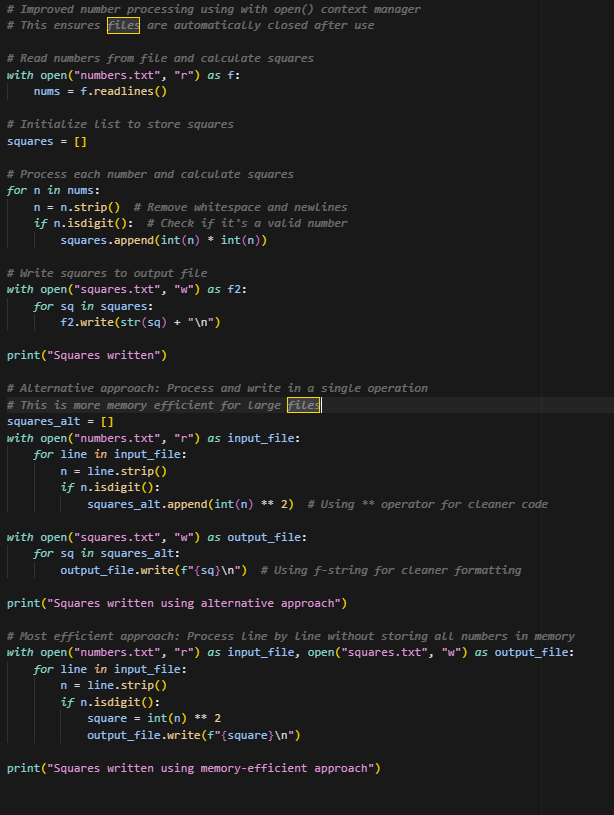 # Improved number processing using with open() context manager
# This ensures files are automatically closed after use
# Read numbers from file and calculate squares
with open("numbers.txt", "r") as f:
    nums = f.readlines()
# Initialize list to store squares
squares = []
# Process each number and calculate squares
for n in nums:
    n = n.strip()  # Remove whitespace and newlines
    if n.isdigit():  # Check if it's a valid number
        squares.append(int(n) * int(n))
# Write squares to output file
with open("squares.txt", "w") as f2:
    for sq in squares:
        f2.write(str(sq) + "\n")
print("Squares written")
# Alternative approach: Process and write in a single operation
# This is more memory efficient for large files
squares_alt = []
with open("numbers.txt", "r") as input_file:
    for line in input_file:
        n = line.strip()
        if n.isdigit():
            squares_alt.append(int(n) ** 2)  # Using ** operator for cleaner code
with open("squares.txt", "w") as output_file:
    for sq in squares_alt:
        output_file.write(f"{sq}\n")  # Using f-string for cleaner formatting
print("Squares written using alternative approach")
# Most efficient approach: Process line by line without storing all numbers in memory
with open("numbers.txt", "r") as input_file, open("squares.txt", "w") as output_file:
    for line in input_file:
        n = line.strip()
        if n.isdigit():
            square = int(n) ** 2
            output_file.write(f"{square}\n")
print("Squares written using memory-efficient approach")